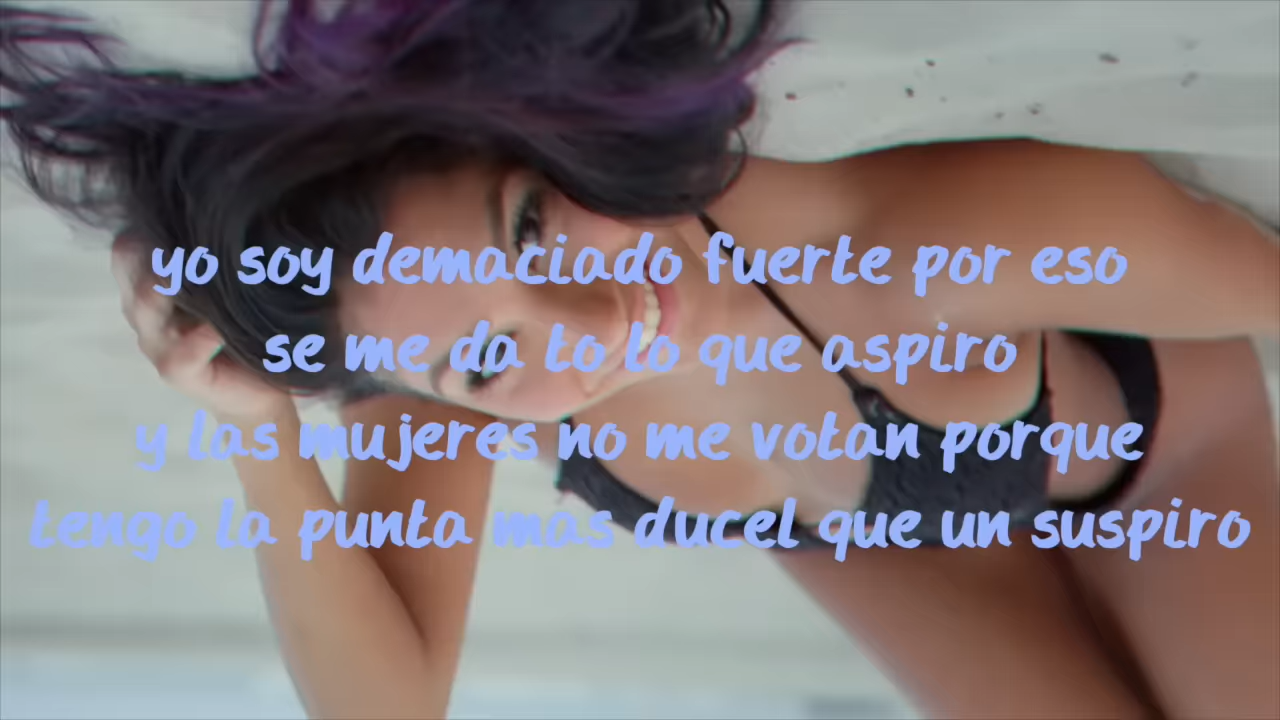 yo soy demaciado fuerte por eso
se me da to lo que aspiro
y las mujeres no me votan porque
tengo la punta mas ducel que un suspiro